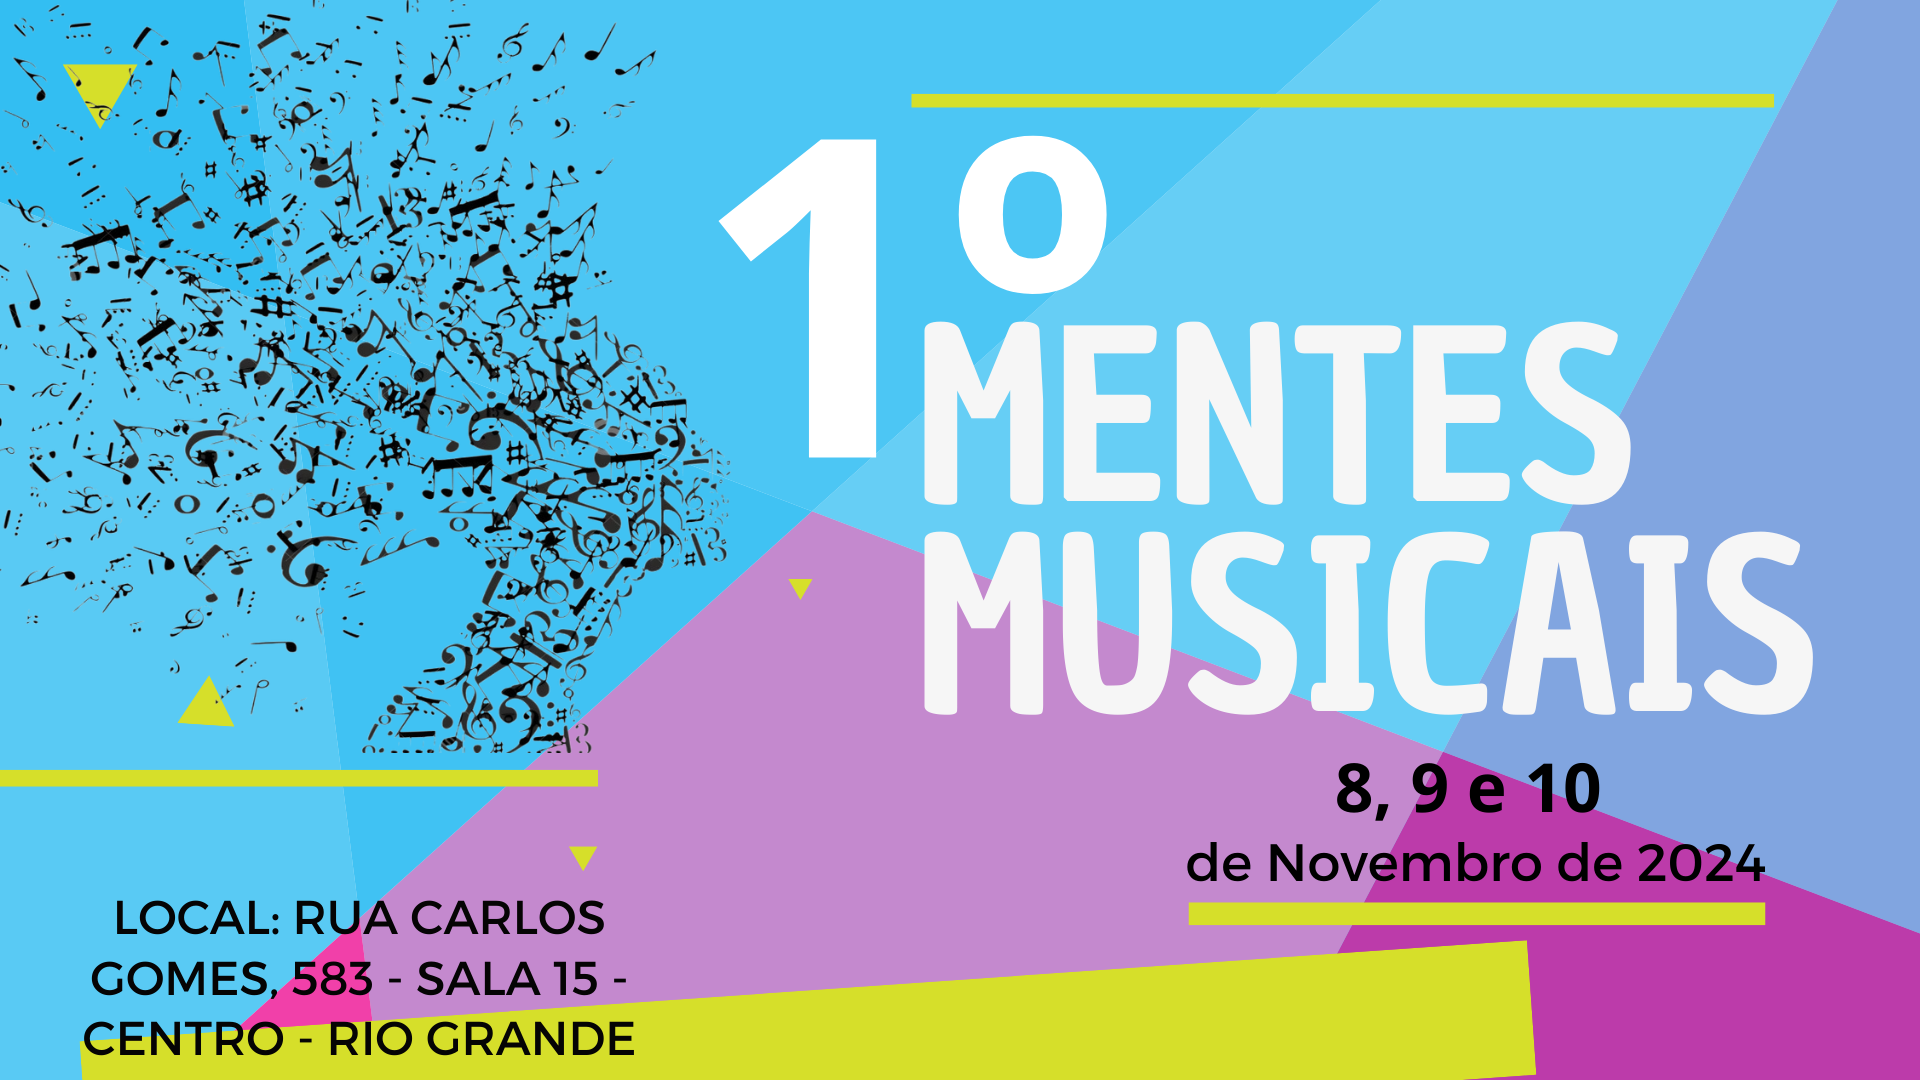 1º
MENTES
MUSICAIS
8, 9 e 10
de Novembro de 2024
LOCAL: RUA CARLOS
GOMES, 583 - SALA 15 -
CENTRO - RIO GRANDE